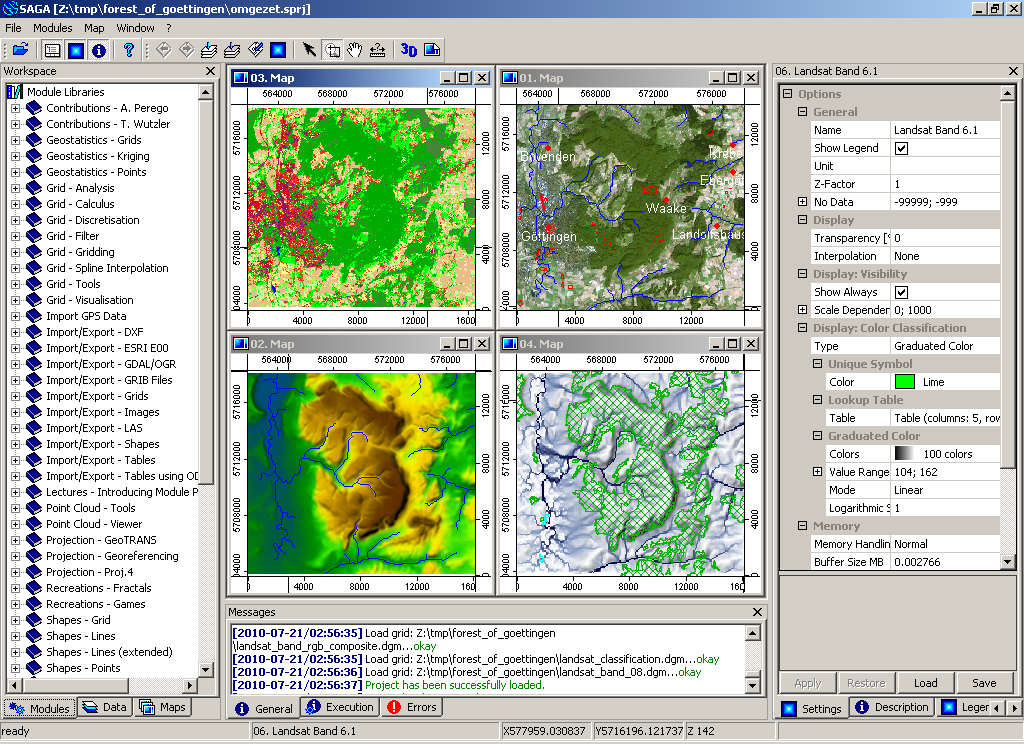 SAGA [Z:\tmp\forest_of_goettingen\omgezet.sprj]
File Modules Map Window ?
3D
Workspace
Module Libraries
Contributions - A. Perego
Contributions - T. Wutzler
Geostatistics - Grids
Geostatistics - Kriging
Geostatistics - Points
Grid - Analysis
Grid - Calculus
Grid - Discretisation
Grid - Filter
Grid - Gridding
Grid - Spline Interpolation
Grid - Tools
Grid - Visualisation
Import GPS Data
Import/Export - DXF
Import/Export - ESRI E00
Import/Export - GDAL/OGR
Import/Export - GRIB Files
Import/Export - Grids
Import/Export - Images
Import/Export - LAS
Import/Export - Shapes
Import/Export - Tables
Import/Export - Tables using OD
Lectures - Introducing Module P
Point Cloud - Tools
Point Cloud - Viewer
Projection - GeoTRANS
Projection - Georeferencing
Projection - Proj.4
Recreations - Fractals
Recreations - Games
Shapes - Grid
Shapes - Lines
Shapes - Lines (extended)
Shapes - Points
Modules Data Maps
03. Map
564000 568000 572000 576000
5716000 5712000 5708000 04000
12000 8000 4000 0
0 4000 8000 12000 1600
01. Map
564000 568000 572000 576000
5716000 5712000 5708000
12000 8000 4000 0
Bovenden
Waake
Göttingen
0 4000 8000 12000
02. Map
564000 568000 572000 576000
5716000 5712000 5708000 04000
12000 8000 4000 0
0 4000 8000 12000 160
04. Map
564000 568000 572000 576000
5716000 5712000 5708000 04000
12000 8000 4000 0
0 4000 8000 12000 160
Messages
[2010-07-21/02:56:35] Load grid: Z:\tmp\forest_of_goettingen
\landsat_band_rgb_composite.dgm...okay
[2010-07-21/02:56:35] Load grid: Z:\tmp\forest_of_goettingen\landsat_classification.dgm...okay
[2010-07-21/02:56:36] Load grid: Z:\tmp\forest_of_goettingen\landsat_band_08.dgm...okay
[2010-07-21/02:56:37] Project has been successfully loaded.
General Execution Errors
06. Landsat Band 6.1
Options
General
Name Landsat Band 6.1
Show Legend
Unit
Z-Factor 1
No Data -99999; -999
Display
Transparency [% 0
Interpolation None
Display: Visibility
Show Always
Scale Dependen 0; 1000
Display: Color Classification
Type Graduated Color
Unique Symbol
Color Lime
Lookup Table
Table Table (columns: 5, row
Graduated Color
Colors 100 colors
Value Range 104; 162
Mode Linear
Logarithmic S 1
Memory
Memory Handlin Normal
Buffer Size MB 0.002766
Apply Restore Load Save
Settings Description Leger
ready 06. Landsat Band 6.1 X577959.030837 Y5716196.121737 Z 142